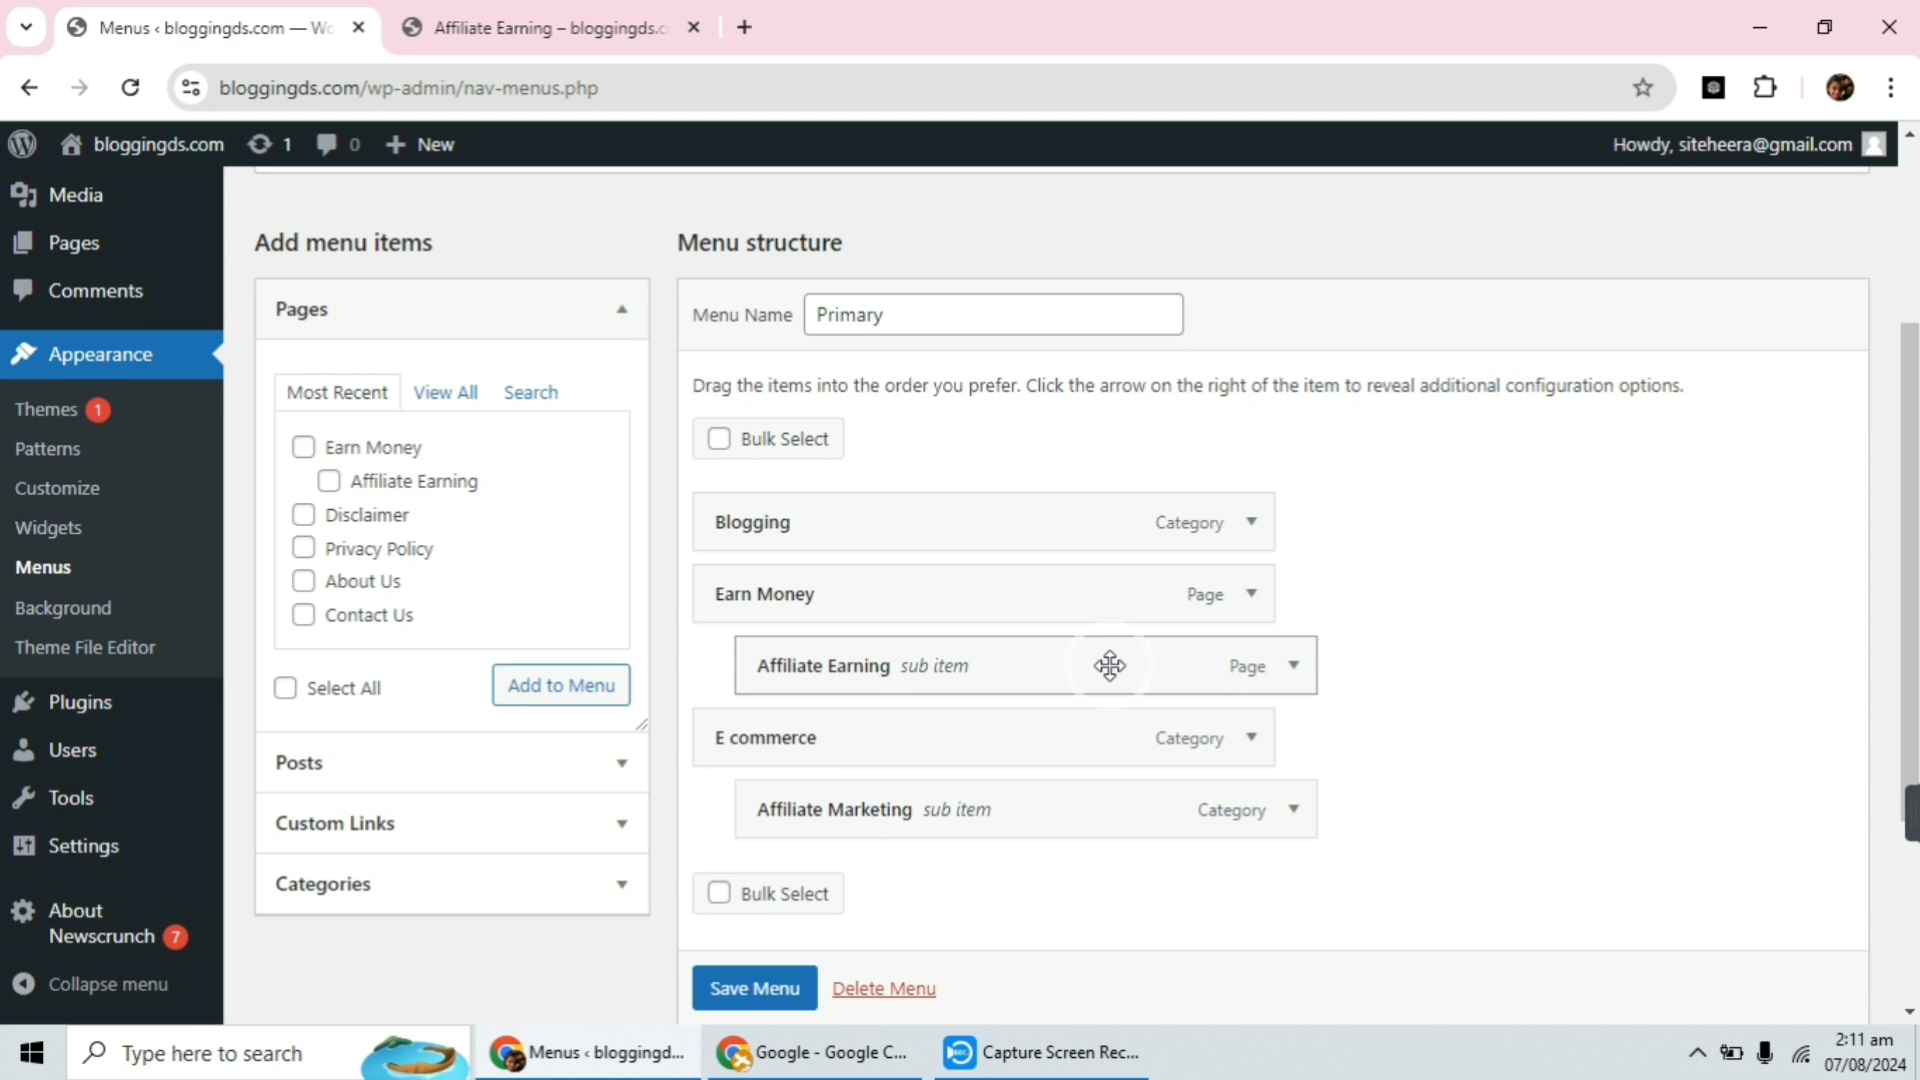 Menus ‹ bloggingds.com — Wo
Affiliate Earning – bloggingds.c
bloggingds.com/wp-admin/nav-menus.php
bloggingds.com
1
0
New
Howdy, siteheera@gmail.com
Media
Pages
Comments
Appearance
Themes 1
Patterns
Customize
Widgets
Menus
Background
Theme File Editor
Plugins
Users
Tools
Settings
About
Newscrunch 7
Collapse menu
Add menu items
Pages
Most Recent View All Search
Earn Money
Affiliate Earning
Disclaimer
Privacy Policy
About Us
Contact Us
Select All
Add to Menu
Posts
Custom Links
Categories
Menu structure
Menu Name Primary
Drag the items into the order you prefer. Click the arrow on the right of the item to reveal additional configuration options.
Bulk Select
Blogging Category
Earn Money Page
Affiliate Earning sub item Page
E commerce Category
Affiliate Marketing sub item Category
Bulk Select
Save Menu Delete Menu
Type here to search
Menus ‹ bloggingd...
Google - Google C...
Capture Screen Rec...
2:11 am
07/08/2024